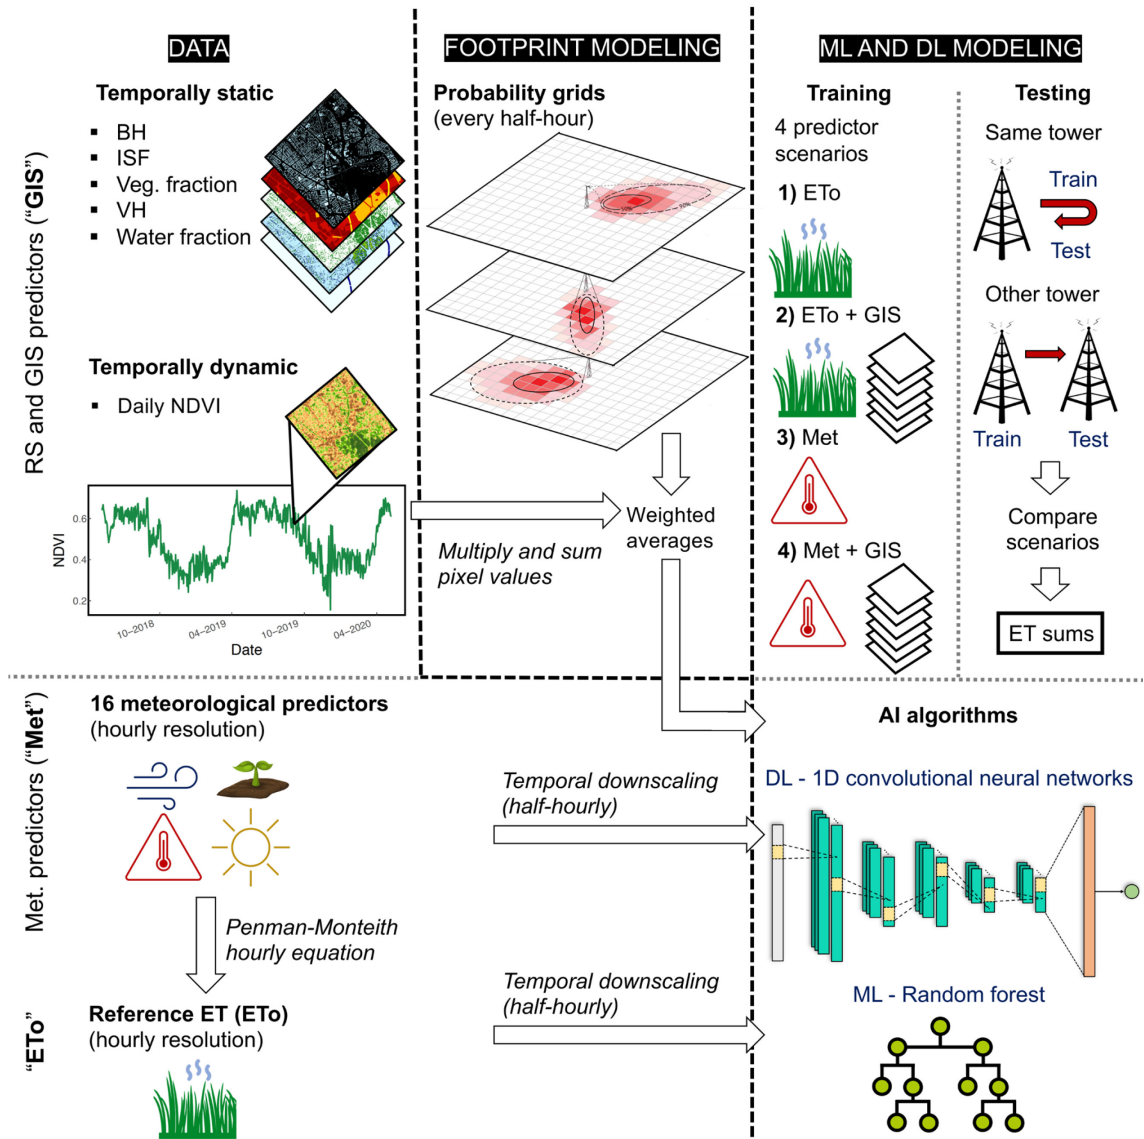 DATA
FOOTPRINT MODELING
ML AND DL MODELING
RS and GIS predictors ("GIS")
Temporally static
▪ BH
▪ ISF
▪ Veg. fraction
▪ VH
▪ Water fraction
Temporally dynamic
▪ Daily NDVI
NDVI
0.6
0.4
0.2
10-2018
04-2019
10-2019
04-2020
Date
Probability grids
(every half-hour)
50%
90%
Multiply and sum
pixel values
Weighted
averages
Training
4 predictor
scenarios
1) ETo
2) ETo + GIS
3) Met
4) Met + GIS
Testing
Same tower
Train
Test
Other tower
Train
Test
Compare
scenarios
ET sums
Met. predictors ("Met")
16 meteorological predictors
(hourly resolution)
Penman-Monteith
hourly equation
"ETo"
Reference ET (ETo)
(hourly resolution)
Temporal downscaling
(half-hourly)
Temporal downscaling
(half-hourly)
AI algorithms
DL - 1D convolutional neural networks
ML - Random forest